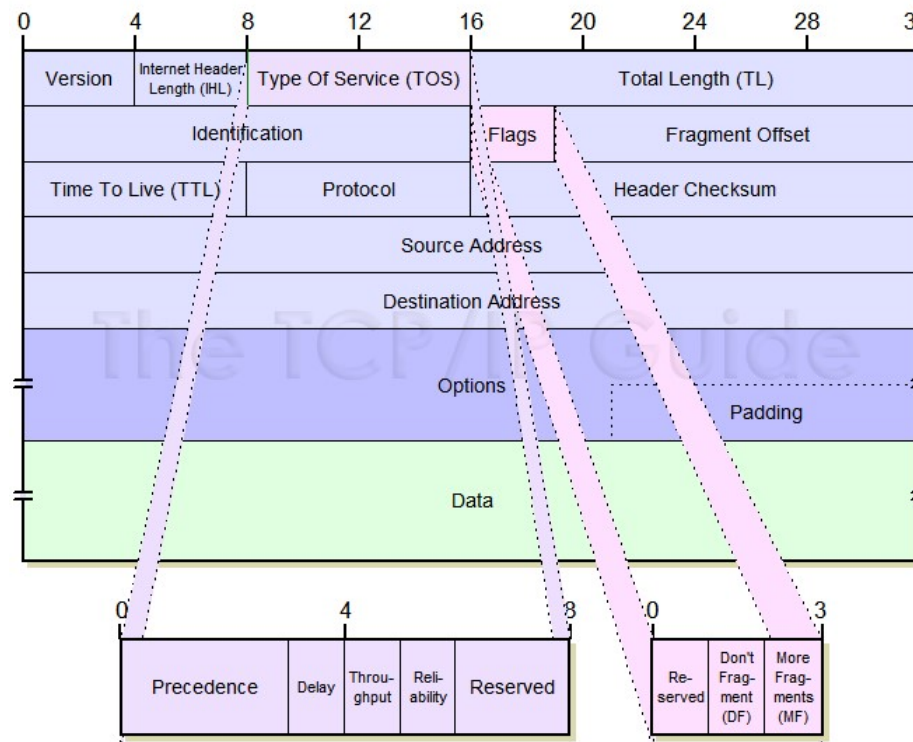 0 4 8 12 16 20 24 28 3
Version Internet Header Type Of Service (TOS) Total Length (TL)
Length (IHL)
Identification Flags Fragment Offset
Time To Live (TTL) Protocol Header Checksum
Source Address
Destination Address
The TCP/IP Guide
Options
Padding
Data
0 4 8
Precedence Delay Throu-
ghput Reli-
ability Reserved
0 3
Re-
served Don't
Fragment
(DF) More
Frag-
ments
(MF)